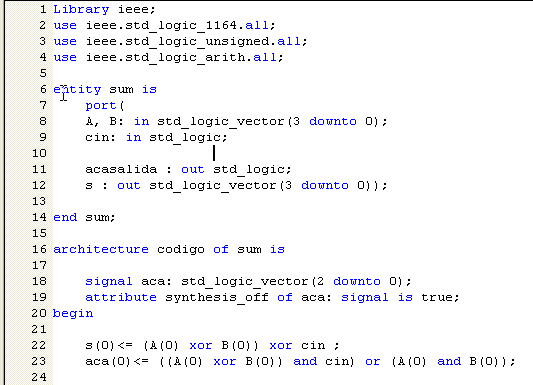 1 Library ieee;
2 use ieee.std_logic_1164.all;
3 use ieee.std_logic_unsigned.all;
4 use ieee.std_logic_arith.all;
5
6 entity sum is
7 port(
8 A, B: in std_logic_vector(3 downto 0);
9 cin: in std_logic;
10
11 acasalida : out std_logic;
12 s : out std_logic_vector(3 downto 0));
13
14 end sum;
15
16 architecture codigo of sum is
17
18 signal aca: std_logic_vector(2 downto 0);
19 attribute synthesis_off of aca: signal is true;
20 begin
21
22 s(0)<= (A(0) xor B(0)) xor cin ;
23 aca(0)<= ((A(0) xor B(0)) and cin) or (A(0) and B(0));
24